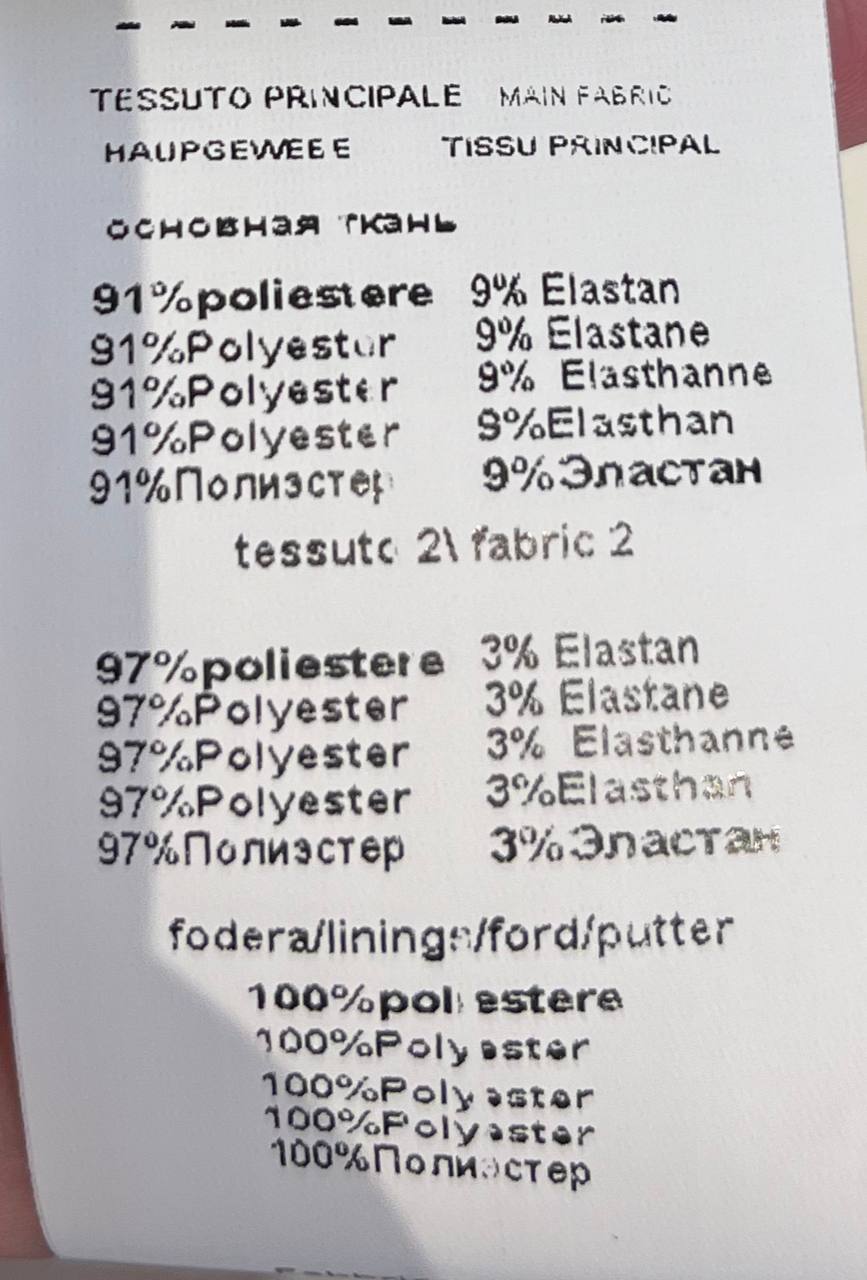 TESSUTO PRINCIPALE MAIN FABRIC
HAUPGEWEEE TISSU PRINCIPAL
основная ткань
91%poliestere 9% Elastan
91%Polyester 9% Elastane
91%Polyester 9% Elasthanne
91%Polyester 9%Elasthan
91%Полиэстер 9%Эластан
tessuto 2\ fabric 2
97%poliestere 3% Elastan
97%Polyester 3% Elastane
97%Polyester 3% Elasthanne
97%Polyester 3%Elasthan
97%Полиэстер 3%Эластан
fodera/linings/ford/putter
100%poliestere
100%Polyester
100%Polyester
100%Polyester
100%Полиэстер